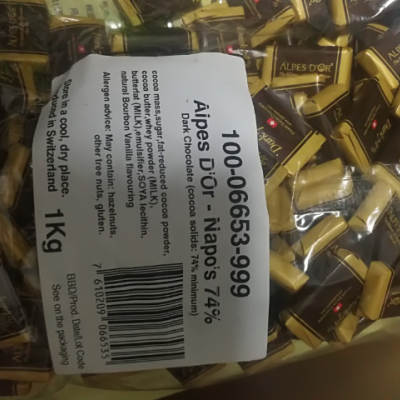 100-06653-999
Alpes D'Or - Napo's 74%
Dark Chocolate (cocoa solids: 74% minimum)
cocoa mass,sugar,fat-reduced cocoa powder,
cocoa butter,whey powder (MILK),
butterfat (MILK),emulsifier,SOYA lecithin,
natural Bourbon Vanilla flavouring
Allergen advice: May contain: hazelnuts,
other tree nuts, gluten.
Store in a cool, dry place.
Produced in Switzerland
1Kg
7 610209 066535
BBD/Prod. Date/Lot Code
See on the packaging
ALPES D'OR